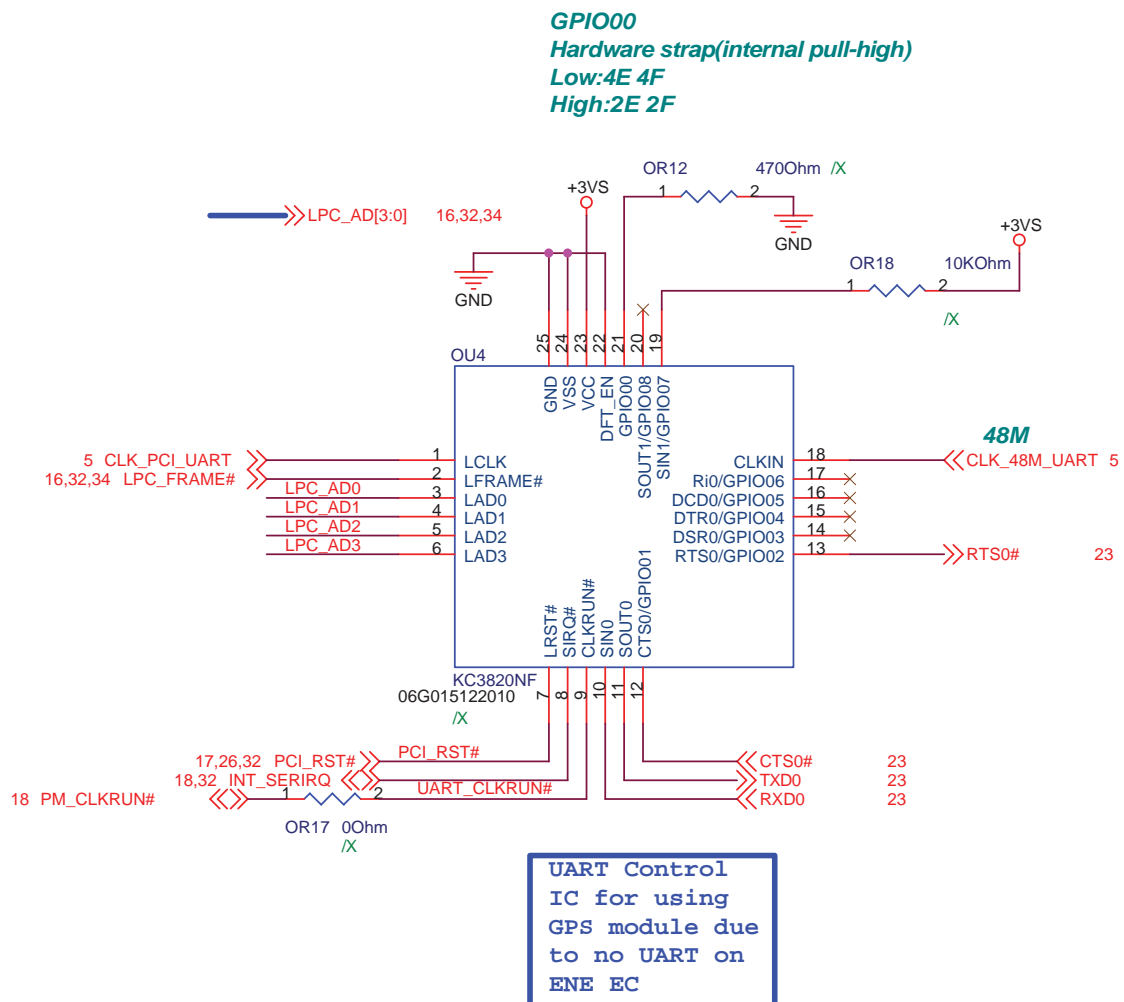 GPIO00
Hardware strap(internal pull-high)
Low:4E 4F
High:2E 2F
OR12 470Ohm /X
+3VS
1 2
LPC_AD[3:0] 16,32,34
+3VS
GND
OR18 10KOhm
GND
1 2
/X
25 24 23 22 21 20 19
OU4
GND VSS VCC DFT_EN GPIO00 SOUT1/GPIO08 SIN1/GPIO07
48M
5 CLK_PCI_UART 1 LCLK CLKIN 18 CLK_48M_UART 5
16,32,34 LPC_FRAME# 2 LFRAME# Ri0/GPIO06 17
LPC_AD0 3 LAD0 DCD0/GPIO05 16
LPC_AD1 4 LAD1 DTR0/GPIO04 15
LPC_AD2 5 LAD2 DSR0/GPIO03 14
LPC_AD3 6 LAD3 RTS0/GPIO02 13 RTS0# 23
LRST# SIRQ# CLKRUN# SIN0 SOUT0 CTS0/GPIO01
KC3820NF
06G015122010
/X
7 8 9 10 11 12
17,26,32 PCI_RST# PCI_RST# CTS0# 23
18,32 INT_SERIRQ TXD0 23
18 PM_CLKRUN# 1 2 UART_CLKRUN# RXD0 23
OR17 0Ohm
/X
UART Control
IC for using
GPS module due
to no UART on
ENE EC